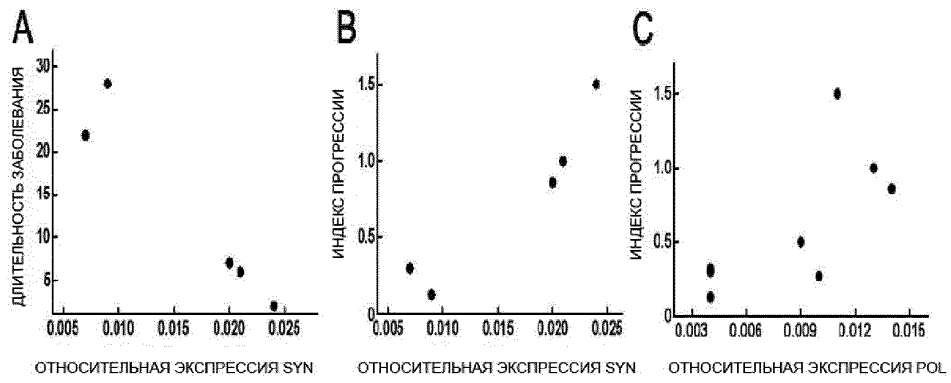 A
ДЛИТЕЛЬНОСТЬ ЗАБОЛЕВАНИЯ
30
25
20
15
10
5
0.005 0.010 0.015 0.020 0.025
ОТНОСИТЕЛЬНАЯ ЭКСПРЕССИЯ SYN
B
ИНДЕКС ПРОГРЕССИИ
1.5
1.0
0.5
0
0.005 0.010 0.015 0.020 0.025
ОТНОСИТЕЛЬНАЯ ЭКСПРЕССИЯ SYN
C
ИНДЕКС ПРОГРЕССИИ
1.5
1.0
0.5
0
0.003 0.006 0.009 0.012 0.015
ОТНОСИТЕЛЬНАЯ ЭКСПРЕССИЯ POL